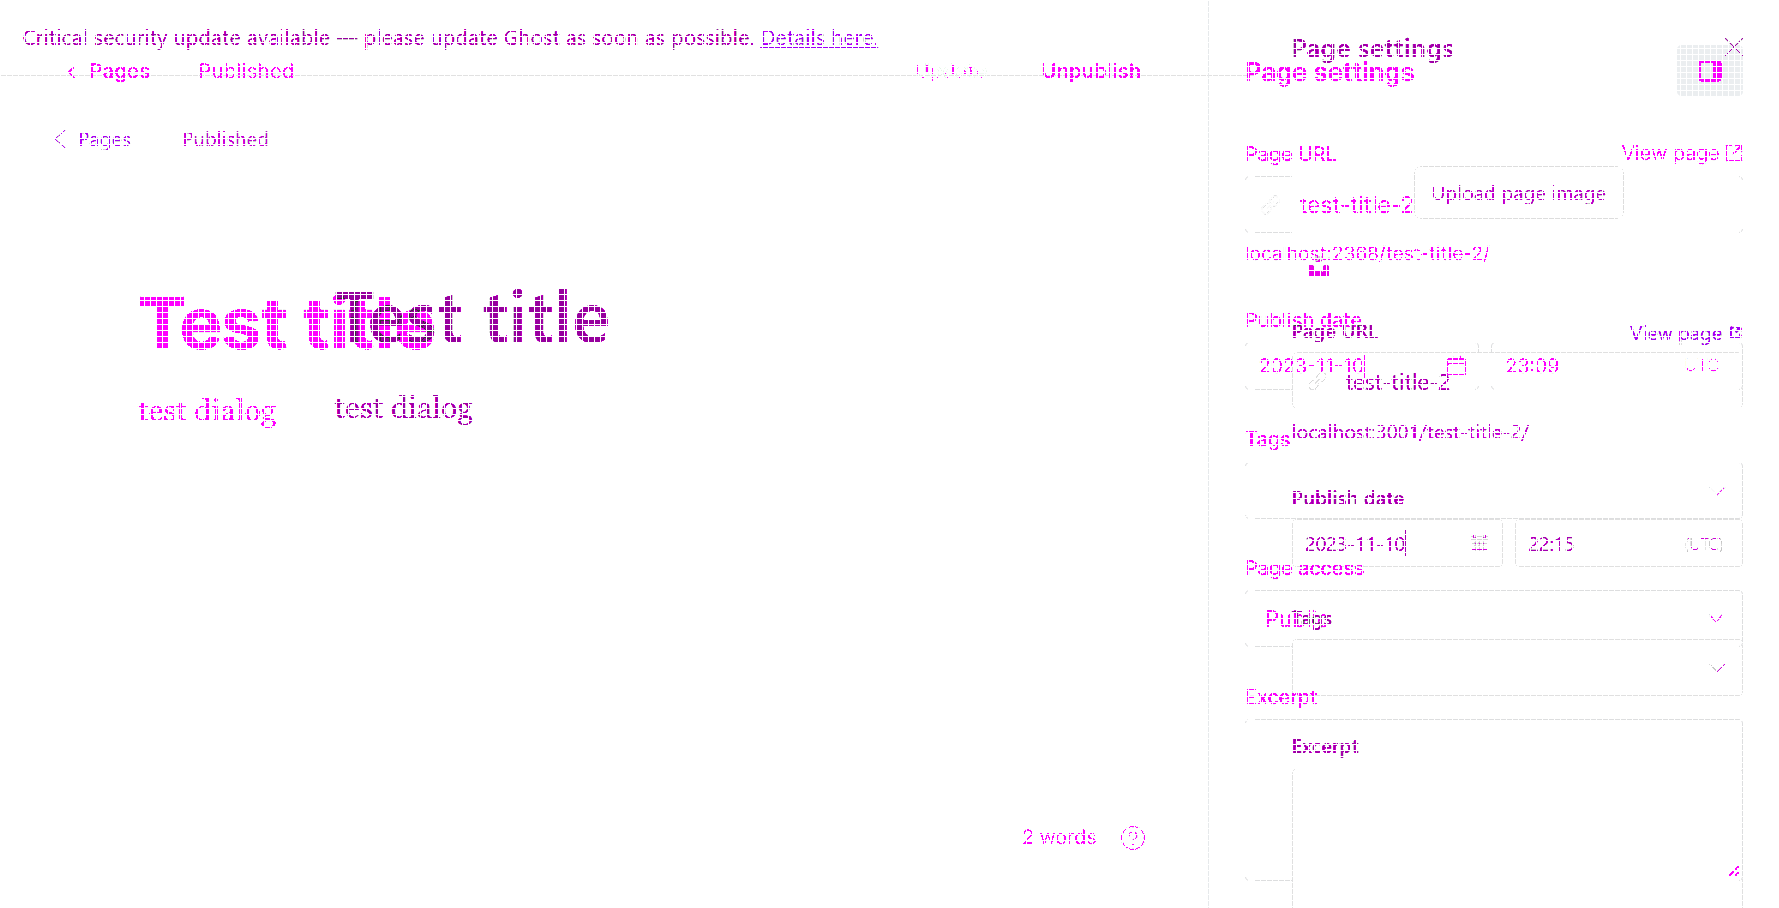 Critical security update available — please update Ghost as soon as possible. Details here.
Page settings
Pages Published Update Unpublish Page settings
Pages Published
Page URL View page
Upload page image
test-title-2
localhost:2368/test-title-2/
Test title Test title
Publish date
Page URL View page
2023-11-10 23:09 UTC
test-title-2
test dialog test dialog
Tags localhost:3001/test-title-2/
Publish date
2023-11-10 22:15 (UTC)
Page access
Public Tags
Excerpt
Excerpt
2 words